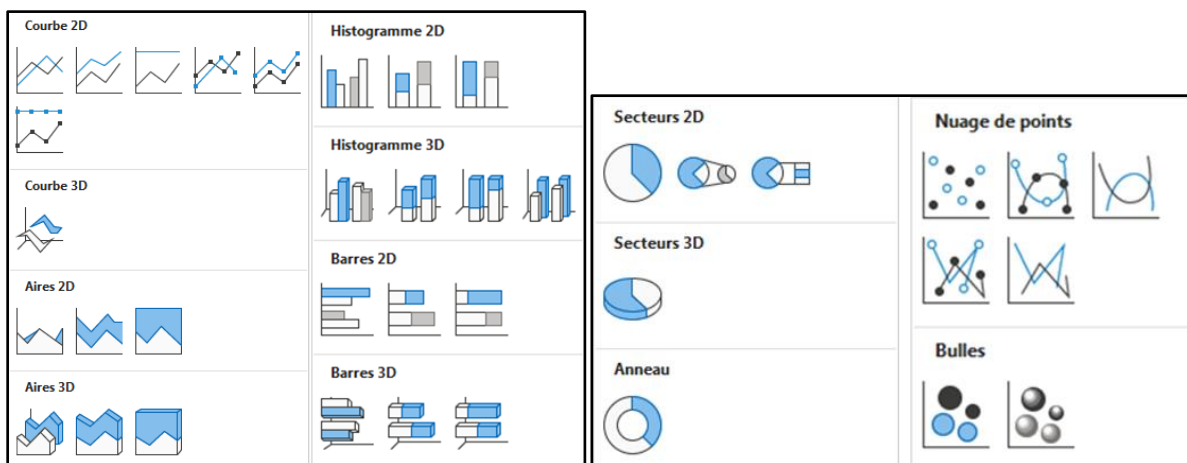 Courbe 2D
Courbe 3D
Aires 2D
Aires 3D
Histogramme 2D
Histogramme 3D
Barres 2D
Barres 3D
Secteurs 2D
Secteurs 3D
Anneau
Nuage de points
Bulles